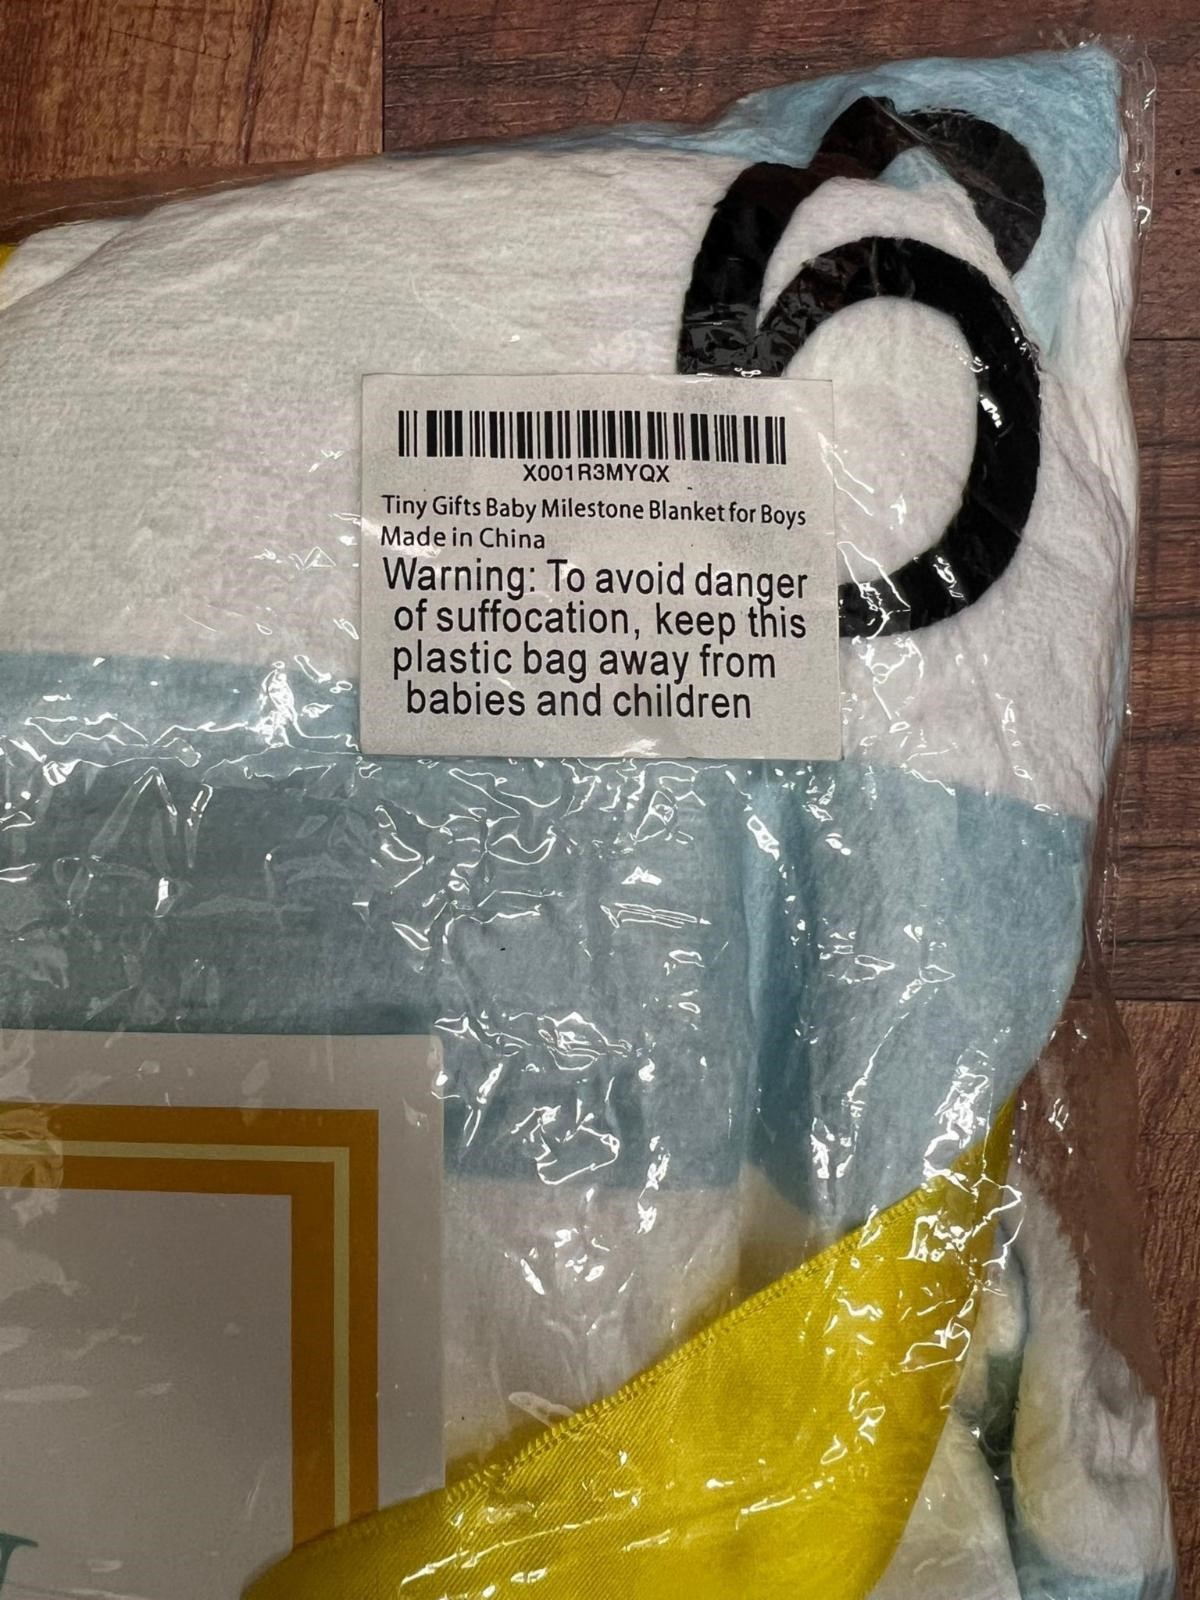 6
X001R3MYQX
Tiny Gifts Baby Milestone Blanket for Boys
Made in China
Warning: To avoid danger
of suffocation, keep this
plastic bag away from
babies and children